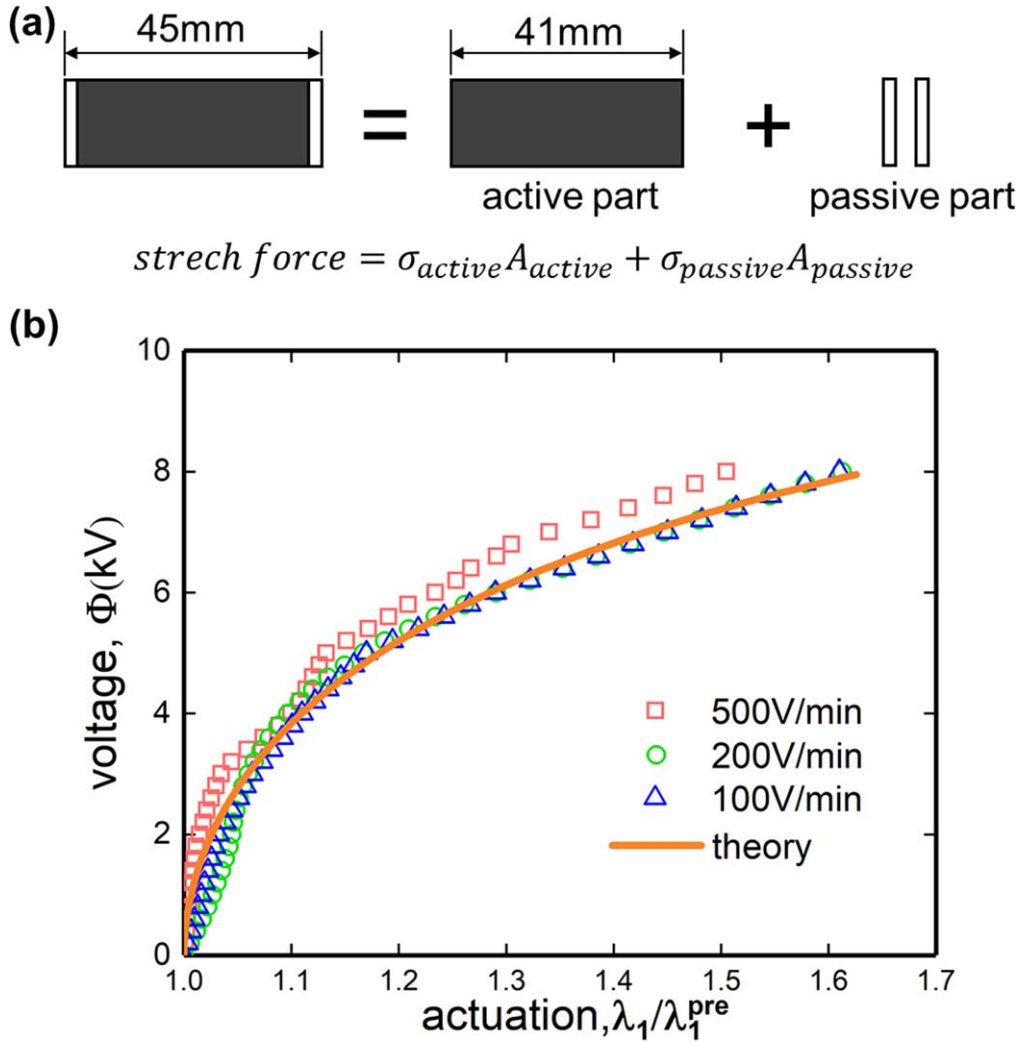 (a)
45mm
41mm
=
+
active part
passive part
strech force = σ_active A_active + σ_passive A_passive
(b)
10
8
6
4
2
0
voltage, Φ(kV)
500V/min
200V/min
100V/min
theory
1.0 1.1 1.2 1.3 1.4 1.5 1.6 1.7
actuation,λ₁/λ₁^pre